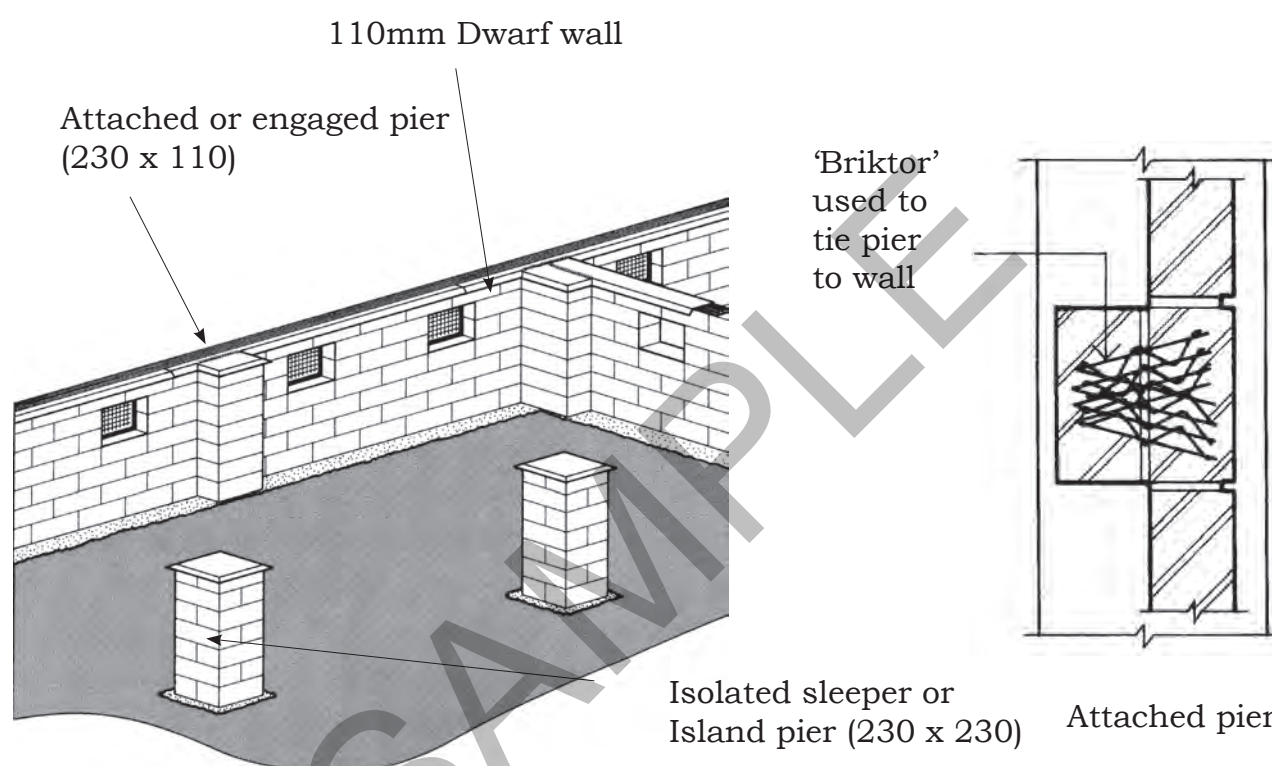 110mm Dwarf wall
Attached or engaged pier
(230 x 110)
‘Briktor’
used to
tie pier
to wall
SAMPLE
Isolated sleeper or
Island pier (230 x 230)
Attached pier